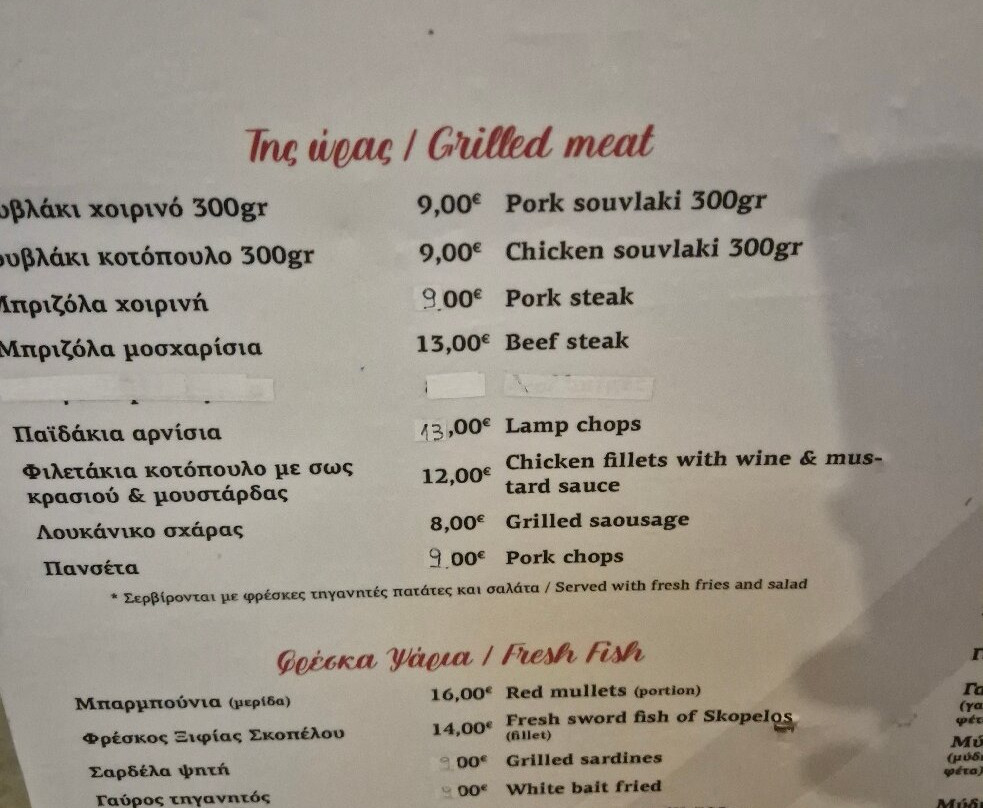 Της ώρας / Grilled meat
υβλάκι χοιρινό 300gr 9,00€ Pork souvlaki 300gr
ουβλάκι κοτόπουλο 300gr 9,00€ Chicken souvlaki 300gr
Μπριζόλα χοιρινή 9,00€ Pork steak
Μπριζόλα μοσχαρίσια 13,00€ Beef steak
Παϊδάκια αρνίσια 13,00€ Lamp chops
Φιλετάκια κοτόπουλο με σως 12,00€ Chicken fillets with wine & mus-
κρασιού & μουστάρδας tard sauce
Λουκάνικο σχάρας 8,00€ Grilled saousage
Πανσέτα 9,00€ Pork chops
* Σερβίρονται με φρέσκες τηγανητές πατάτες και σαλάτα / Served with fresh fries and salad
Φρέσκα Ψάρια / Fresh Fish
Μπαρμπούνια (μερίδα) 16,00€ Red mullets (portion)
Φρέσκος Ξιφίας Σκοπέλου 14,00€ Fresh sword fish of Skopelos
(fillet)
Σαρδέλα ψητή 9,00€ Grilled sardines
Γαύρος τηγανητός 9,00€ White bait fried